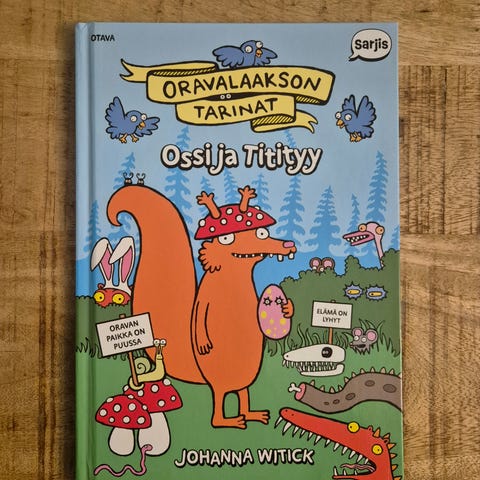 OTAVA
Sarjis
ORAVALAAKSON
TARINAT
Ossi ja Titityy
ORAVAN
PAIKKA ON
PUUSSA
ELÄMÄ ON
LYHYT
JOHANNA WITICK